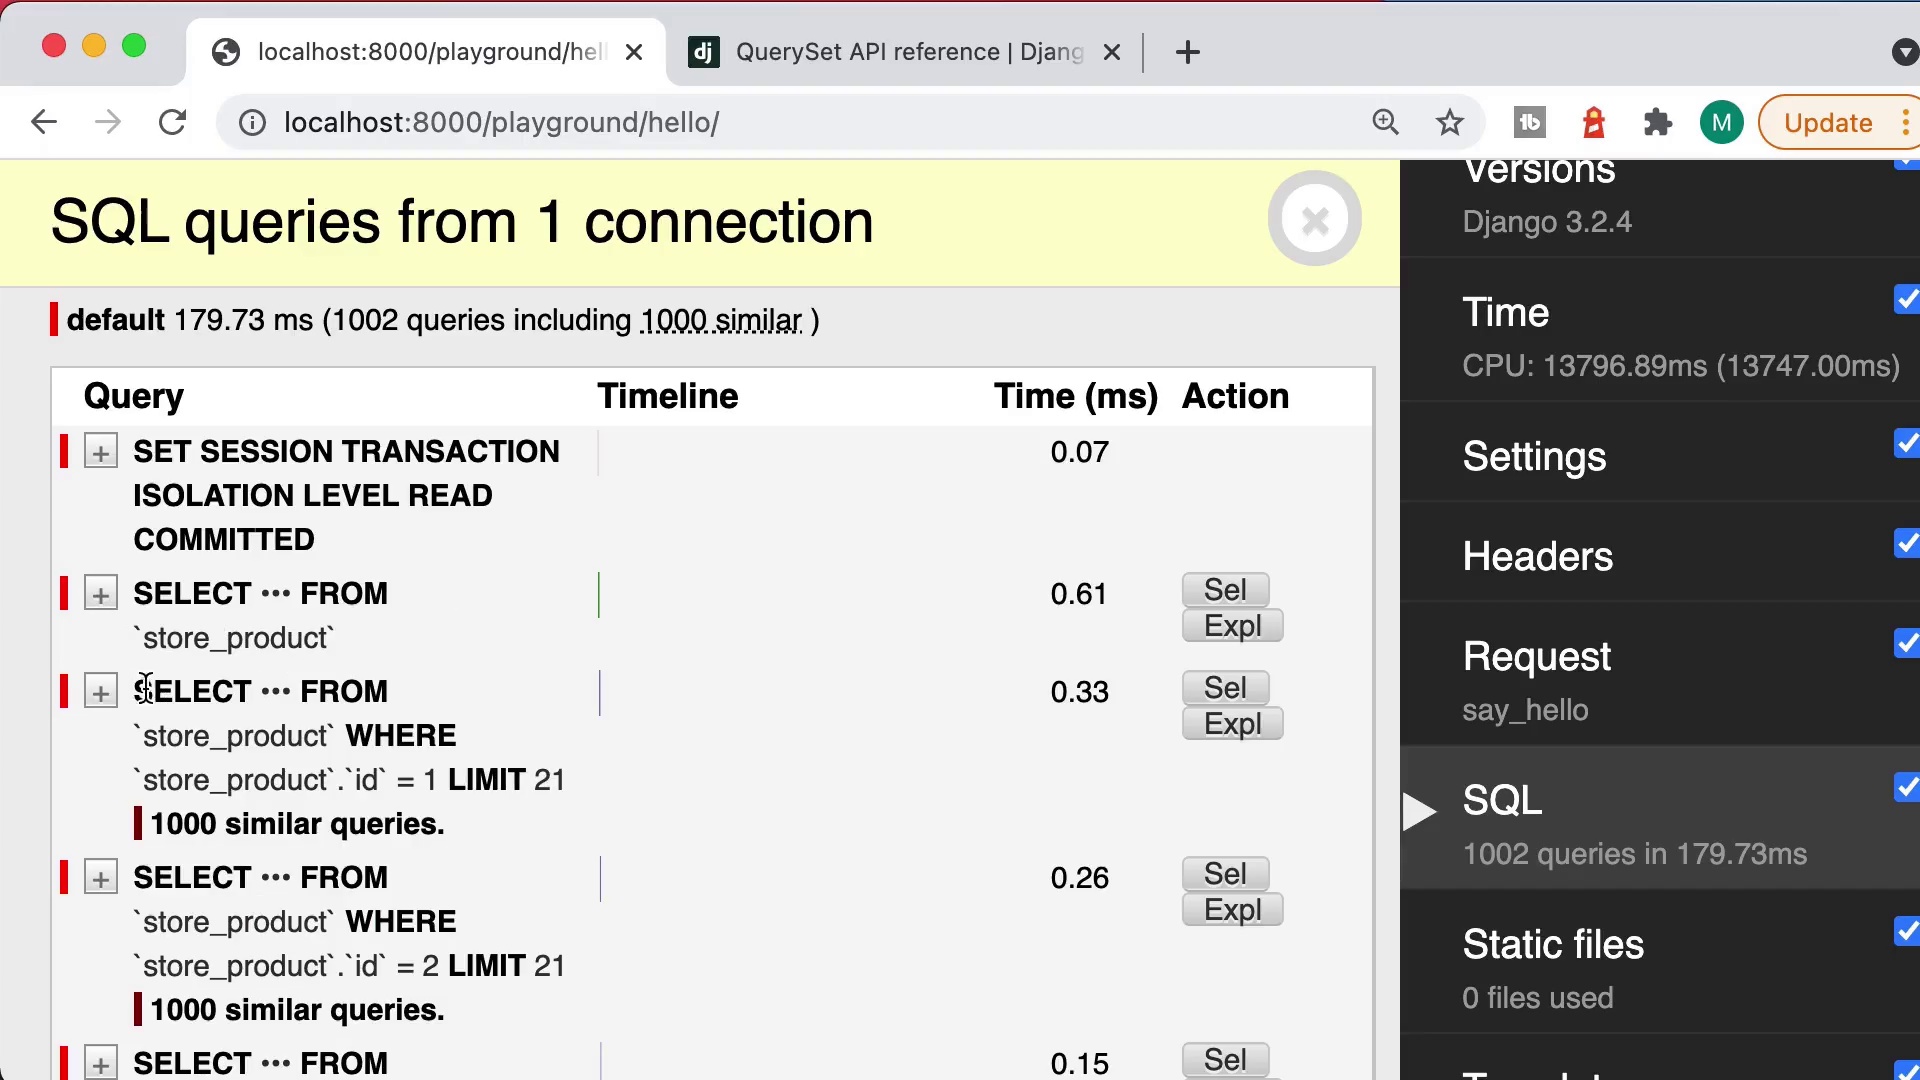 localhost:8000/playground/hel
QuerySet API reference | Djang
localhost:8000/playground/hello/
M
Update
SQL queries from 1 connection
default 179.73 ms (1002 queries including 1000 similar )
Query Timeline Time (ms) Action
+ SET SESSION TRANSACTION 0.07
ISOLATION LEVEL READ
COMMITTED
+ SELECT ••• FROM 0.61 Sel
`store_product` Expl
+ SELECT ••• FROM 0.33 Sel
`store_product` WHERE Expl
`store_product`.`id` = 1 LIMIT 21
1000 similar queries.
+ SELECT ••• FROM 0.26 Sel
`store_product` WHERE Expl
`store_product`.`id` = 2 LIMIT 21
1000 similar queries.
+ SELECT ••• FROM 0.15 Sel
Versions
Django 3.2.4
Time
CPU: 13796.89ms (13747.00ms)
Settings
Headers
Request
say_hello
SQL
1002 queries in 179.73ms
Static files
0 files used